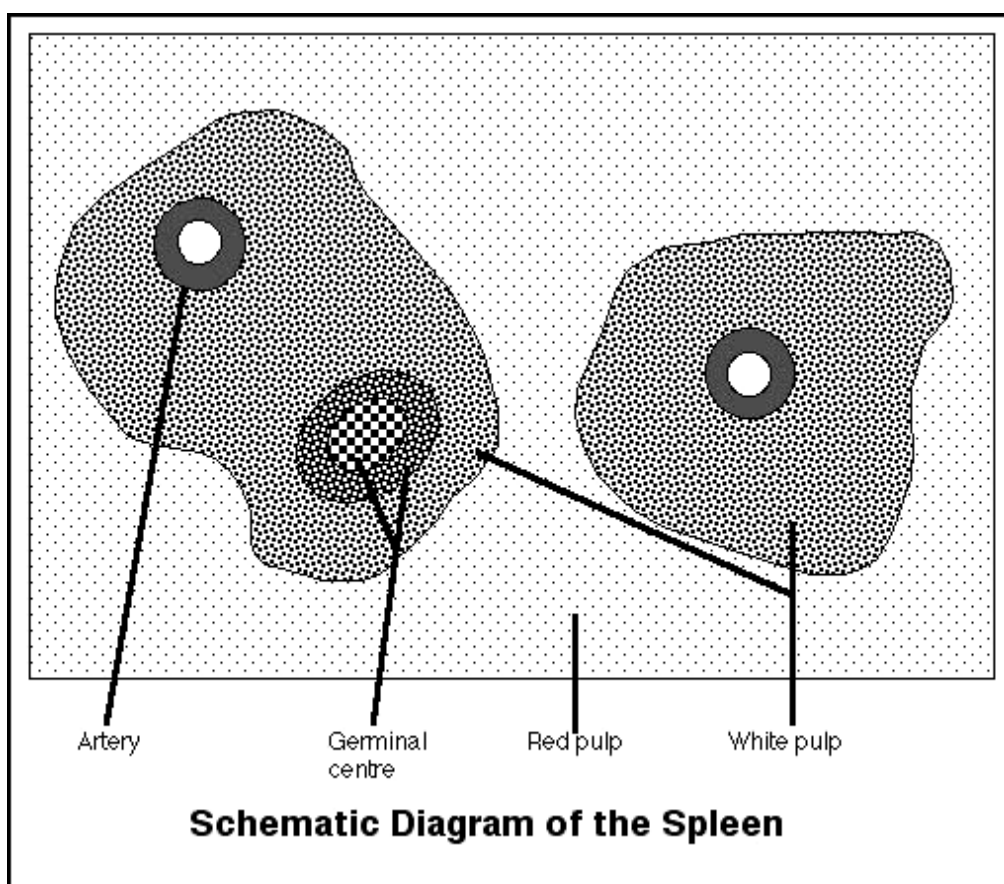 Artery
Germinal
centre
Red pulp
White pulp
Schematic Diagram of the Spleen